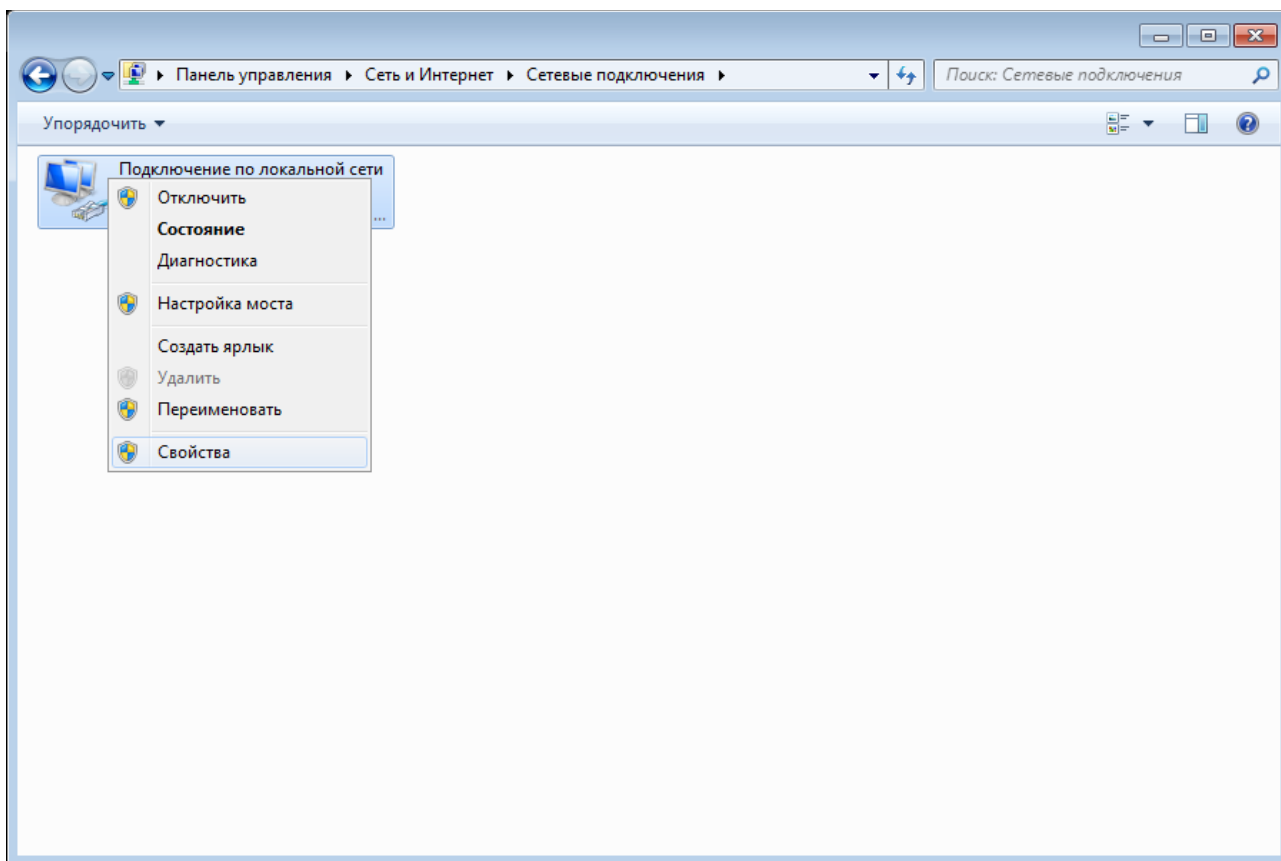 Панель управления Сеть и Интернет Сетевые подключения Поиск: Сетевые подключения
Упорядочить
Подключение по локальной сети
...
Отключить
Состояние
Диагностика
Настройка моста
Создать ярлык
Удалить
Переименовать
Свойства